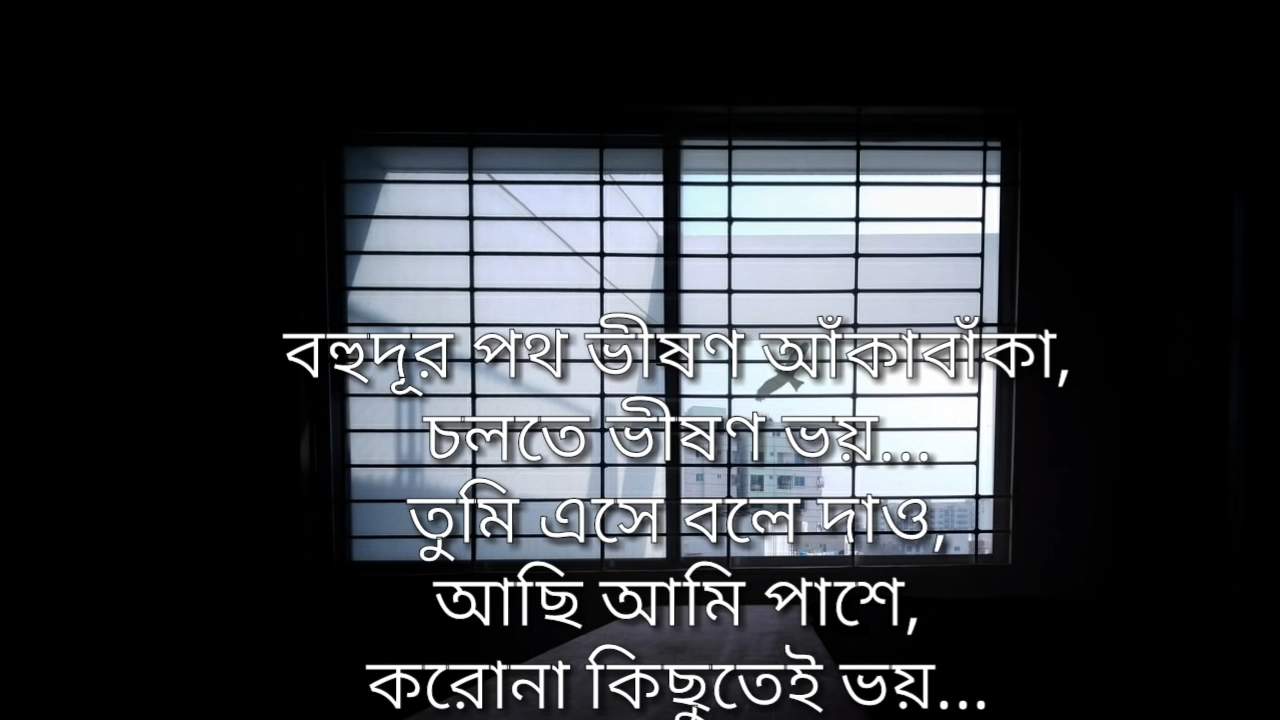 বহুদূর পথ ভীষণ আঁকাবাঁকা,
চলতে ভীষণ ভয়...
তুমি এসে বলে দাও,
আছি আমি পাশে,
করোনা কিছুতেই ভয়...